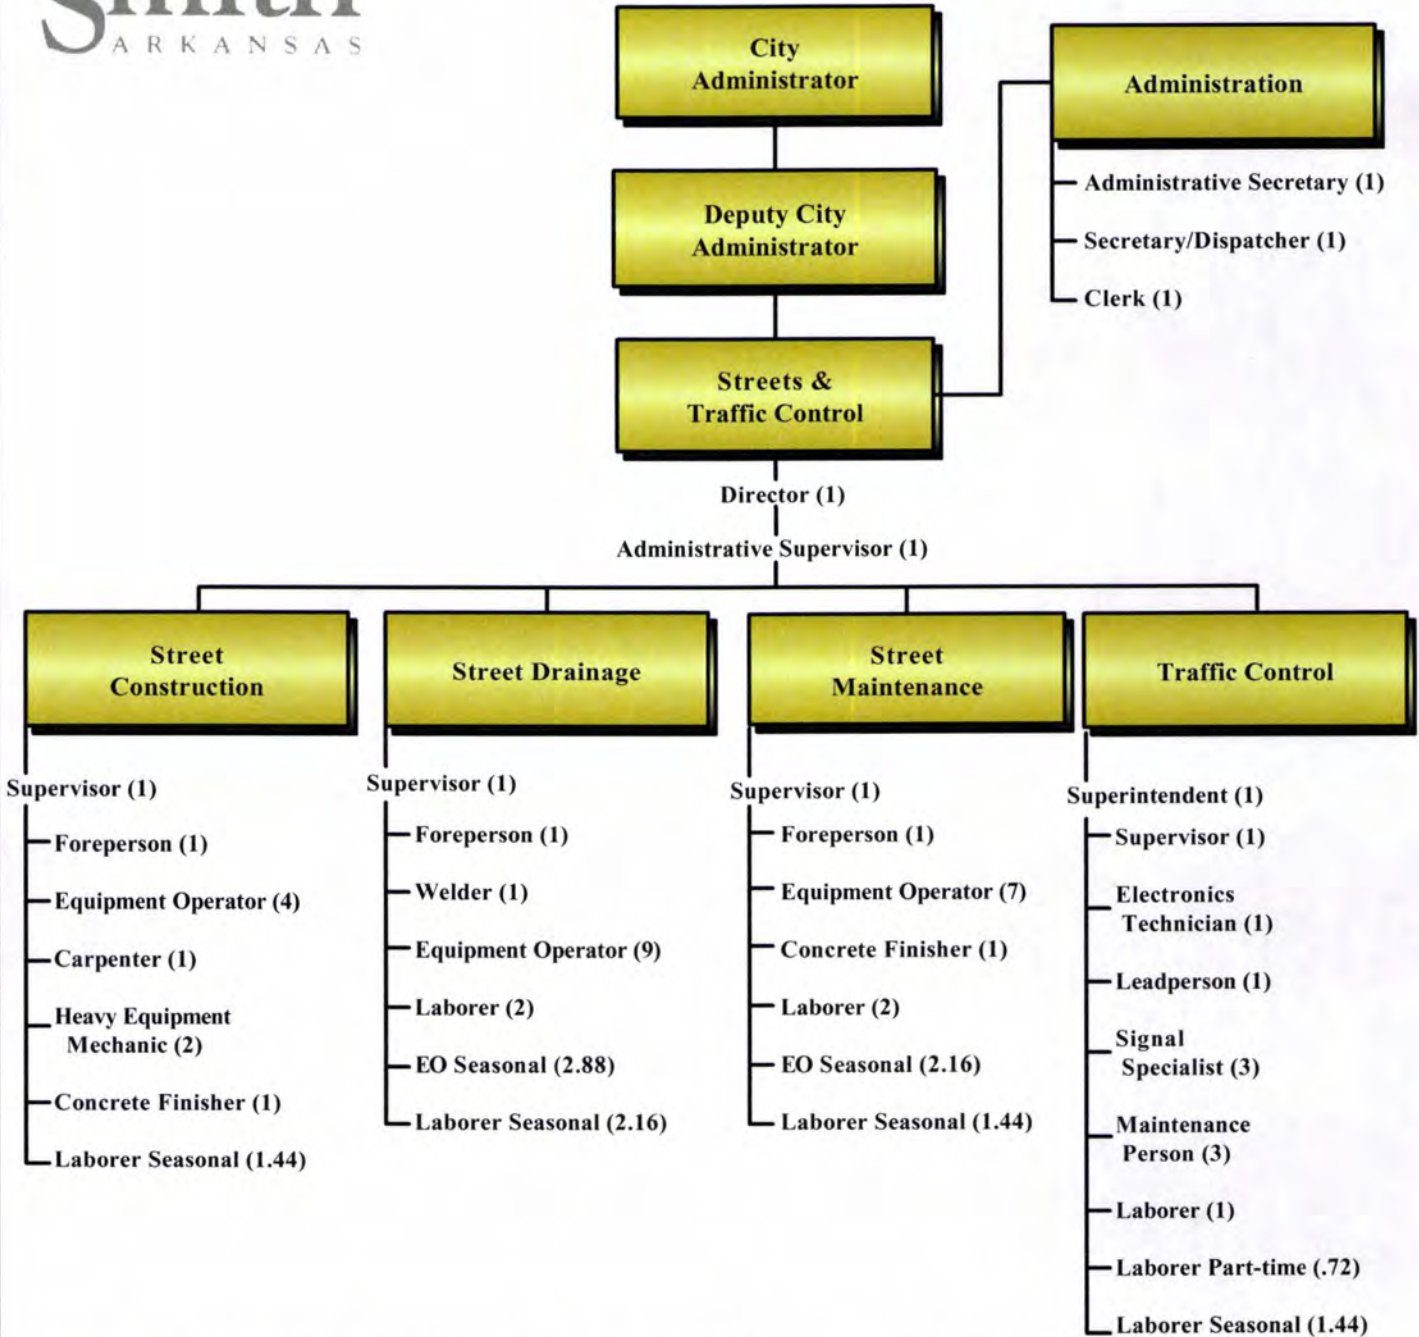 Smith
ARKANSAS
City
Administrator
Administration
Administrative Secretary (1)
Secretary/Dispatcher (1)
Clerk (1)
Deputy City
Administrator
Streets &
Traffic Control
Director (1)
Administrative Supervisor (1)
Street
Construction
Supervisor (1)
Foreperson (1)
Equipment Operator (4)
Carpenter (1)
Heavy Equipment
Mechanic (2)
Concrete Finisher (1)
Laborer Seasonal (1.44)
Street Drainage
Supervisor (1)
Foreperson (1)
Welder (1)
Equipment Operator (9)
Laborer (2)
EO Seasonal (2.88)
Laborer Seasonal (2.16)
Street
Maintenance
Supervisor (1)
Foreperson (1)
Equipment Operator (7)
Concrete Finisher (1)
Laborer (2)
EO Seasonal (2.16)
Laborer Seasonal (1.44)
Traffic Control
Superintendent (1)
Supervisor (1)
Electronics
Technician (1)
Leadperson (1)
Signal
Specialist (3)
Maintenance
Person (3)
Laborer (1)
Laborer Part-time (.72)
Laborer Seasonal (1.44)